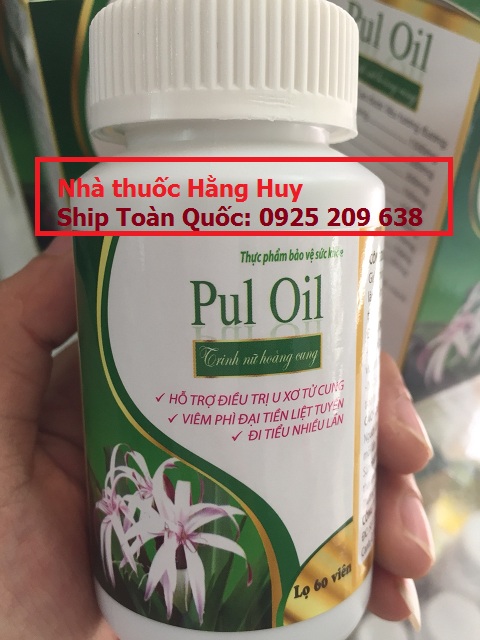 Pul Oil
Nhà thuốc Hằng Huy
Ship Toàn Quốc: 0925 209 638
Thực phẩm bảo vệ sức khỏe
Pul Oil
Trinh nữ hoàng cung
✓ HỖ TRỢ ĐIỀU TRỊ U XƠ TỬ CUNG
✓ VIÊM PHÌ ĐẠI TIỀN LIỆT TUYẾN
✓ ĐI TIỂU NHIỀU LẦN
Lọ 60 viên